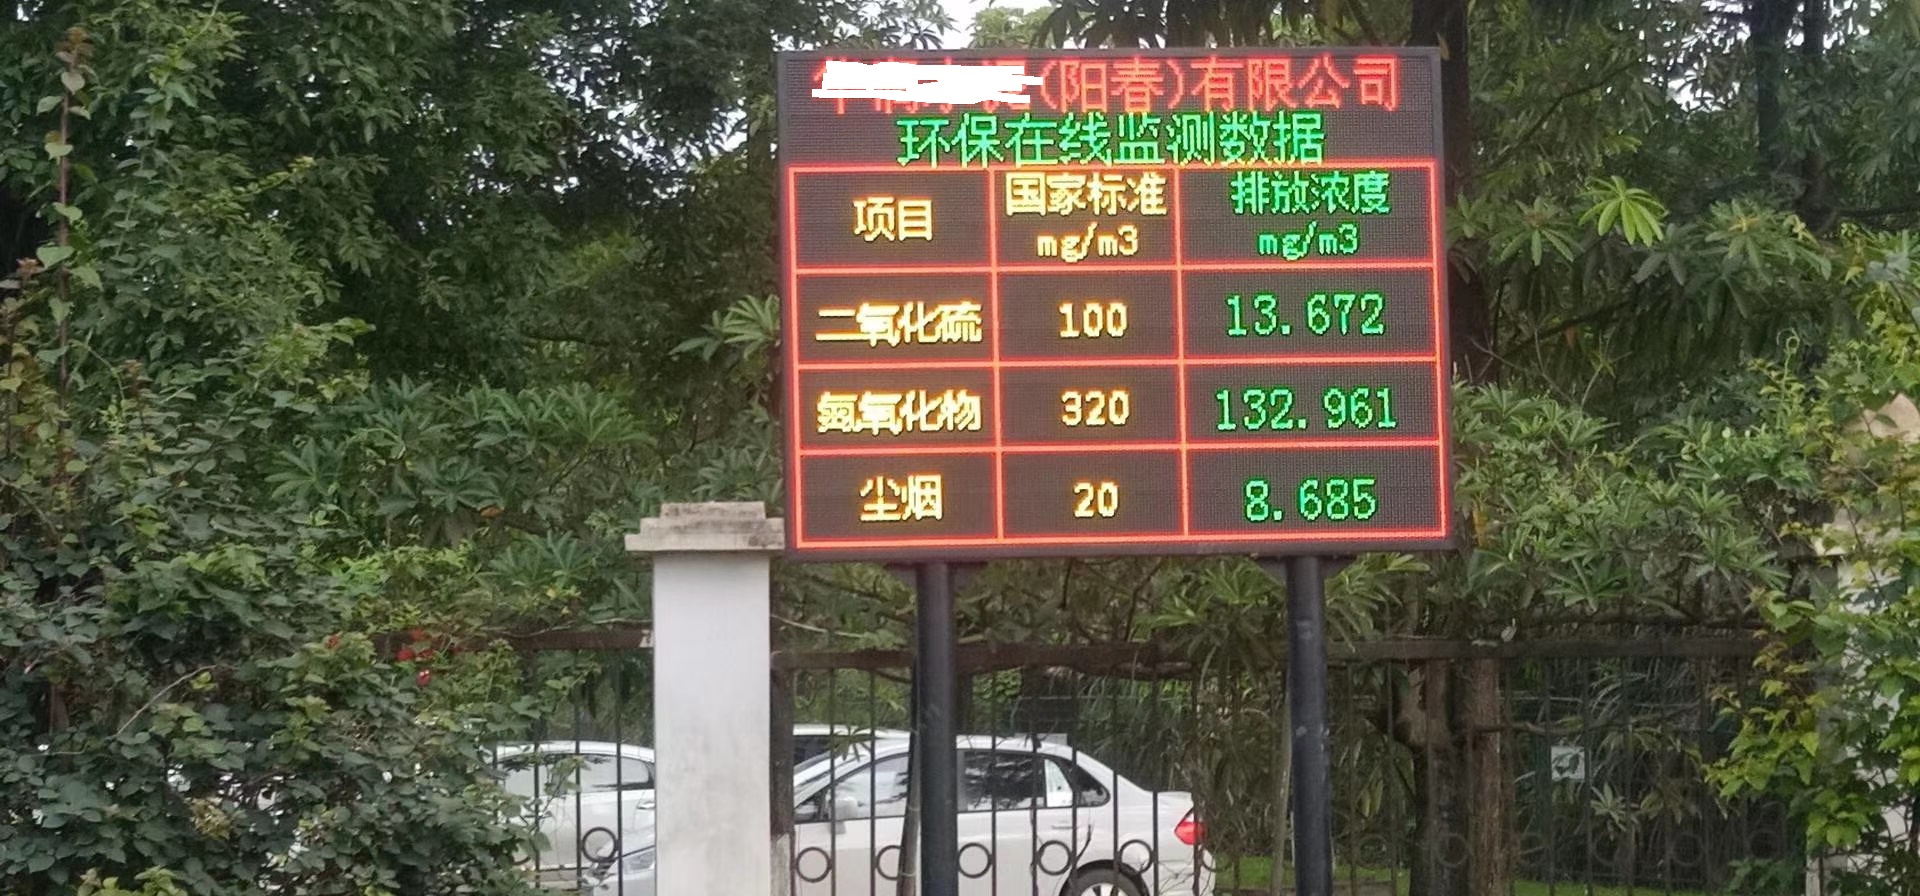 (阳春)有限公司
环保在线监测数据
项目 国家标准 mg/m3 排放浓度 mg/m3
二氧化硫 100 13.672
氮氧化物 320 132.961
尘烟 20 8.685